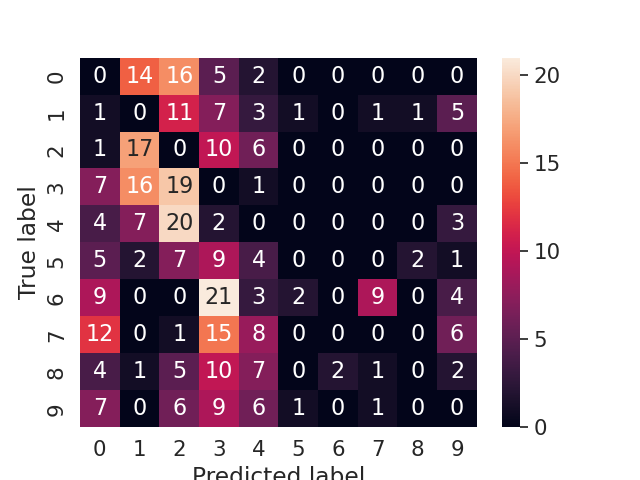 0 0 14 16 5 2 0 0 0 0 0
1 1 0 11 7 3 1 0 1 1 5
2 1 17 0 10 6 0 0 0 0 0
3 7 16 19 0 1 0 0 0 0 0
4 4 7 20 2 0 0 0 0 0 3
5 5 2 7 9 4 0 0 0 2 1
6 9 0 0 21 3 2 0 9 0 4
7 12 0 1 15 8 0 0 0 0 6
8 4 1 5 10 7 0 2 1 0 2
9 7 0 6 9 6 1 0 1 0 0
0 1 2 3 4 5 6 7 8 9
Predicted label
True label
20
15
10
5
0